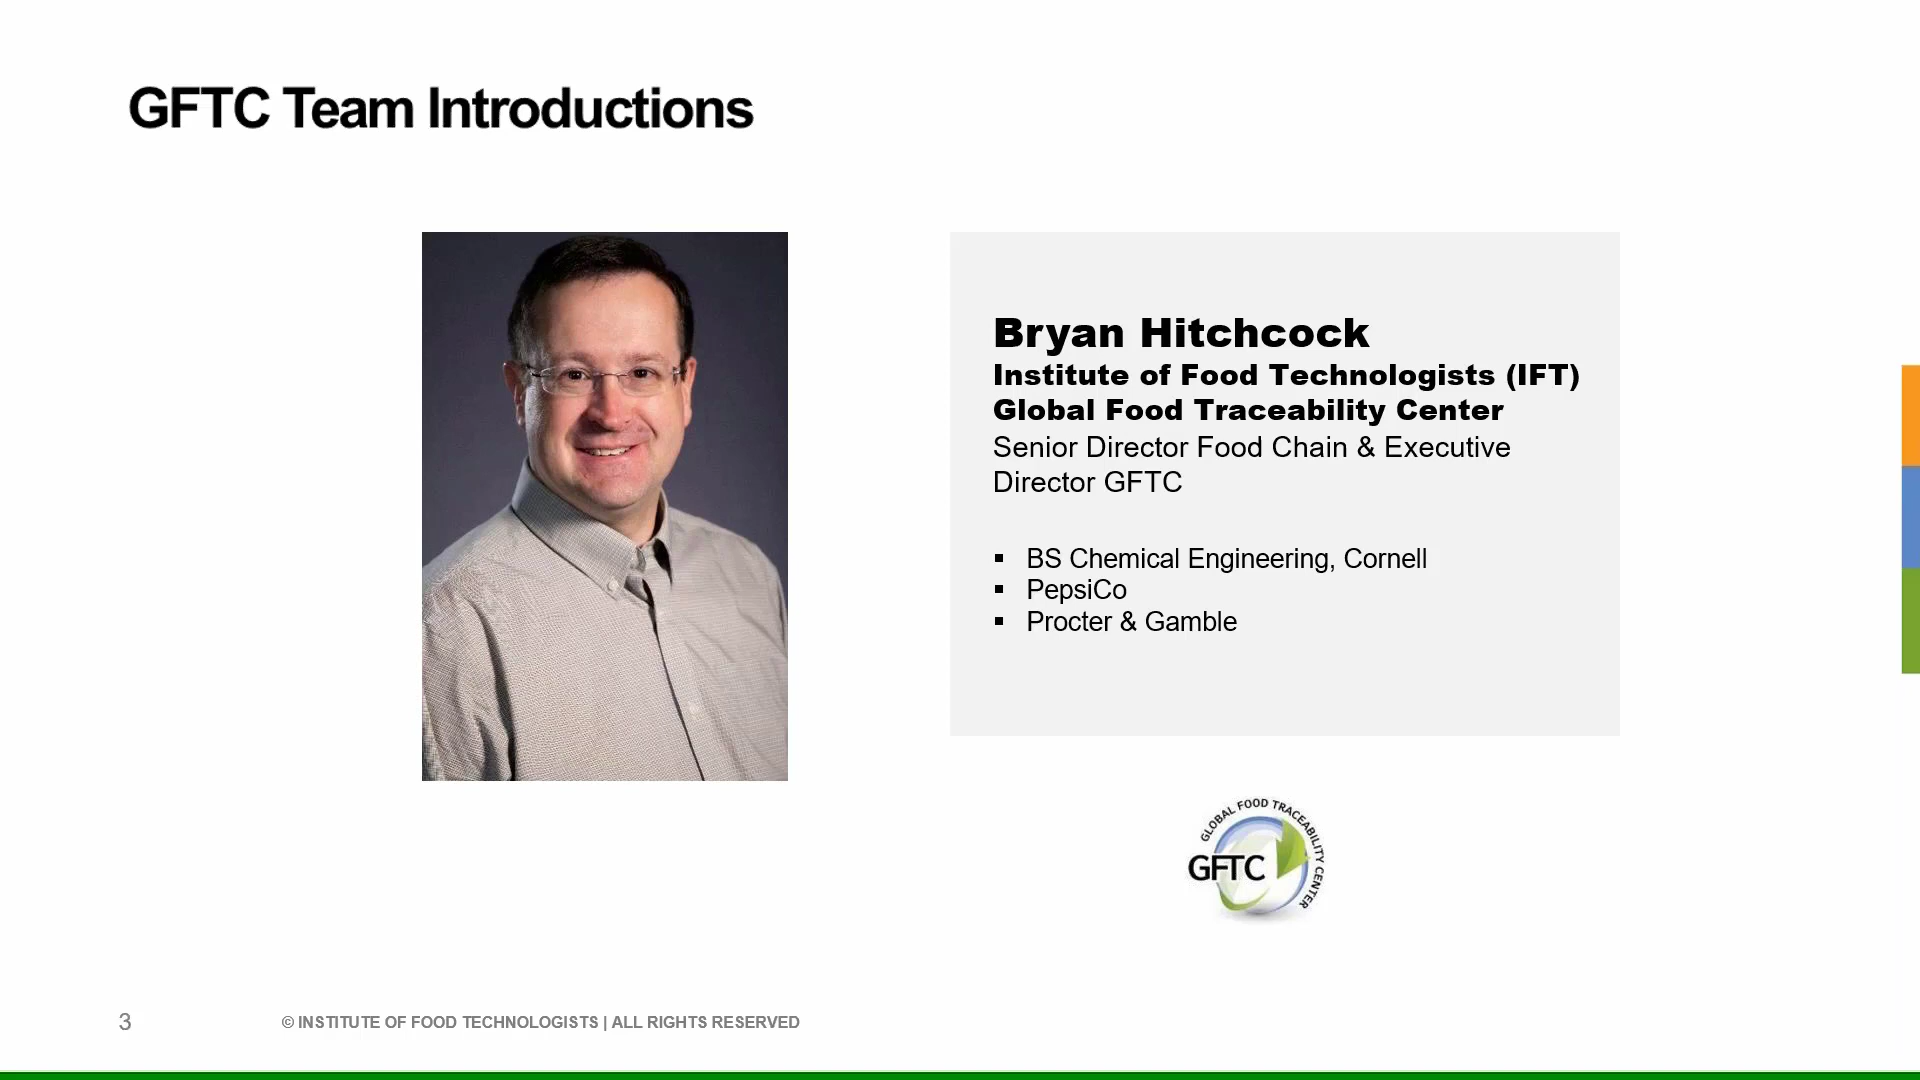 GFTC Team Introductions
Bryan Hitchcock
Institute of Food Technologists (IFT)
Global Food Traceability Center
Senior Director Food Chain & Executive
Director GFTC
▪ BS Chemical Engineering, Cornell
▪ PepsiCo
▪ Procter & Gamble
GLOBAL FOOD TRACEABILITY CENTER
GFTC
3
© INSTITUTE OF FOOD TECHNOLOGISTS | ALL RIGHTS RESERVED